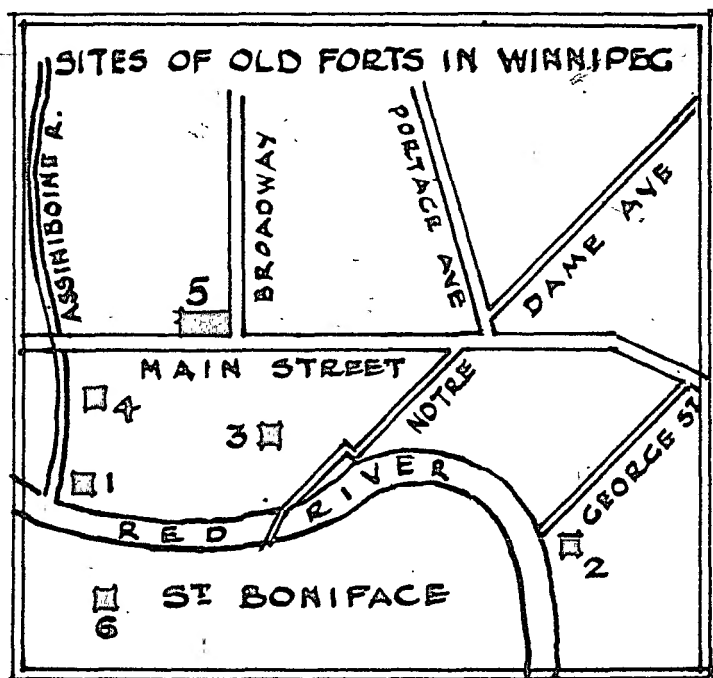 SITES OF OLD FORTS IN WINNIPEG
ASSINIBOINE R.
BROADWAY
PORTAGE AVE
NOTRE DAME AVE
5
MAIN STREET
4
3
1
RED RIVER
GEORGE ST
2
ST BONIFACE
6